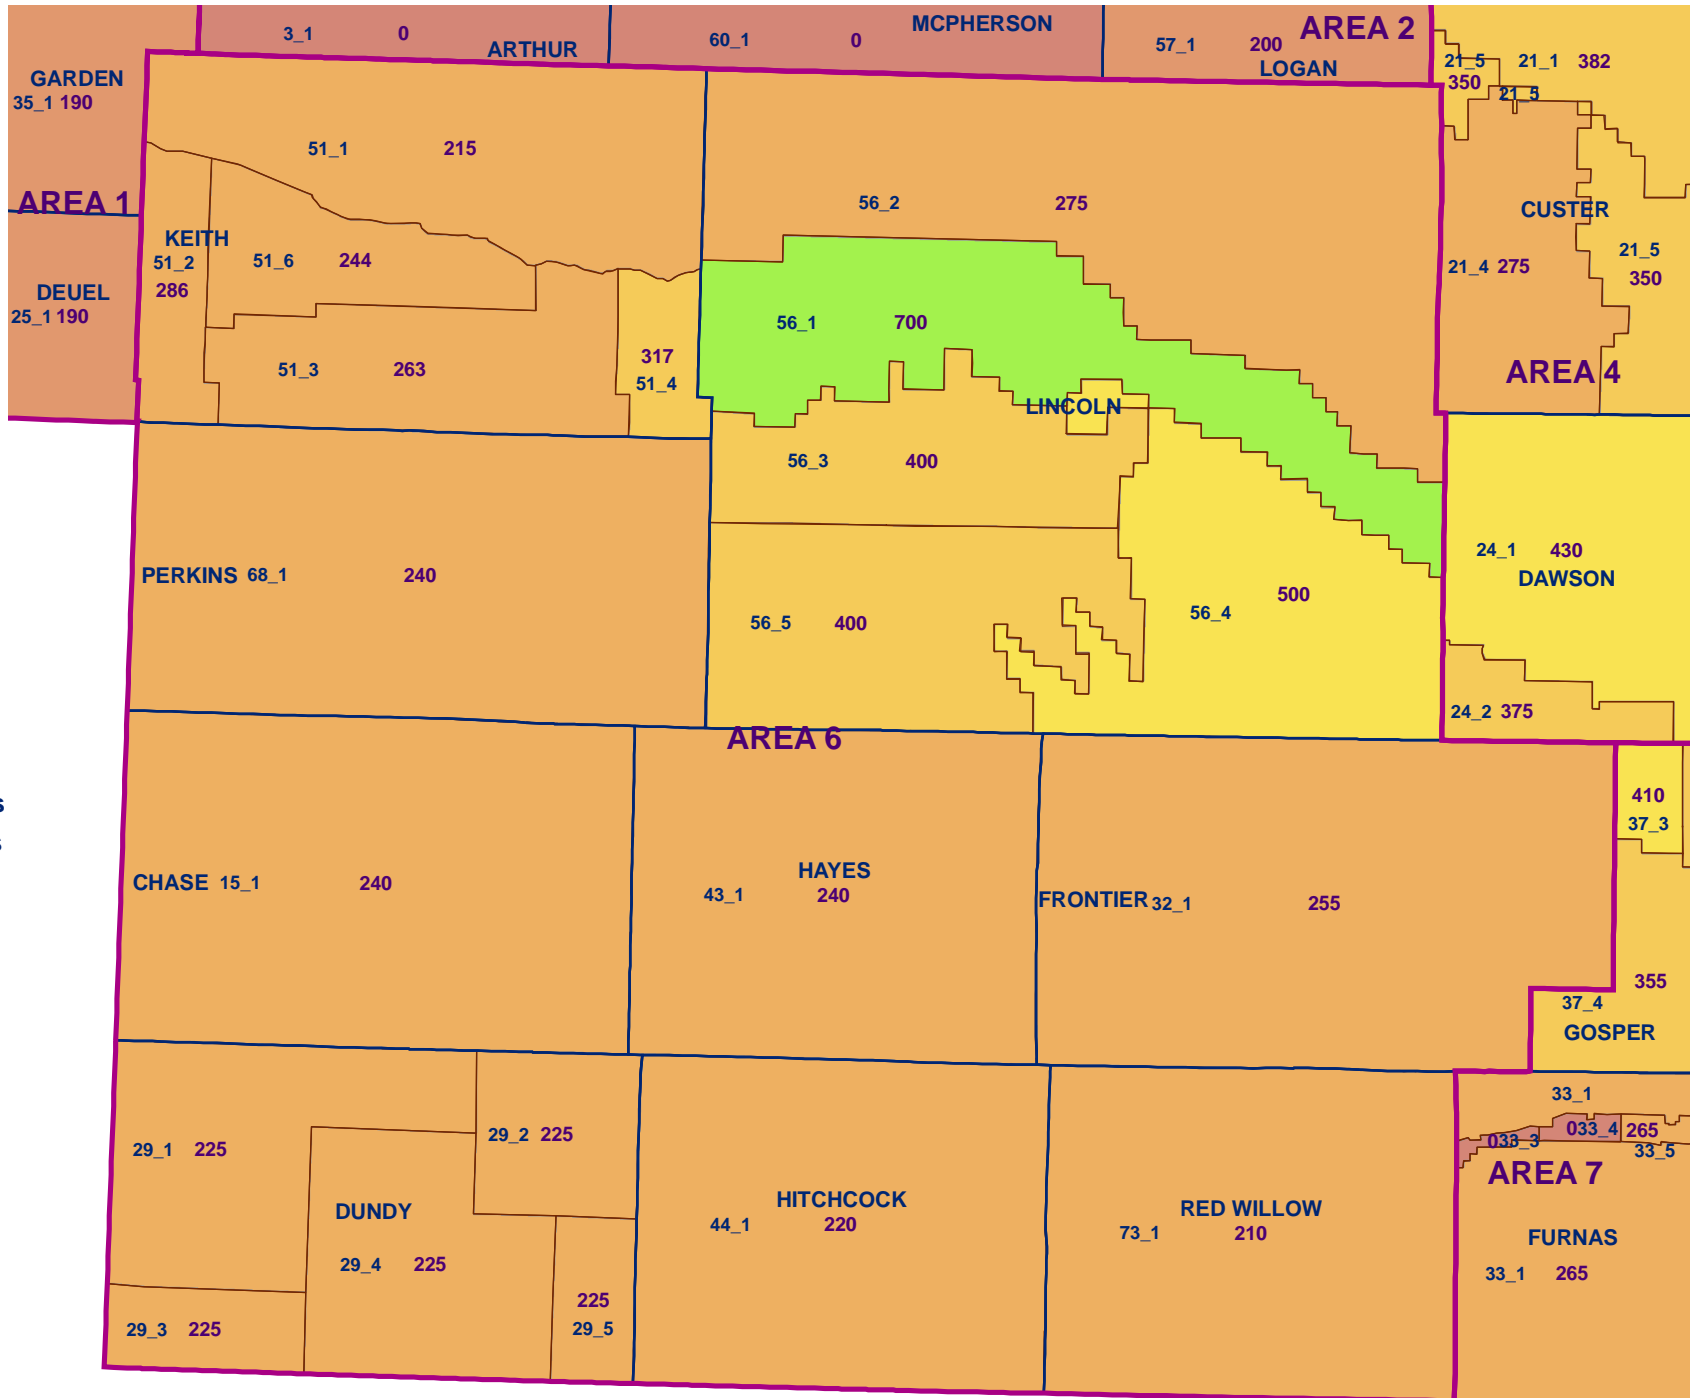 3_1 0
ARTHUR
60_1 0
MCPHERSON
57_1 200
LOGAN
AREA 2
21_5
350
21_1 382
21_5
GARDEN
35_1 190
AREA 1
DEUEL
25_1 190
51_1 215
KEITH
51_2
286
51_6 244
51_3 263
317
51_4
56_2 275
56_1 700
LINCOLN
56_3 400
56_5 400
56_4 500
CUSTER
21_4 275
21_5
350
AREA 4
24_1 430
DAWSON
24_2 375
PERKINS 68_1 240
AREA 6
s
s
CHASE 15_1 240
HAYES
43_1 240
FRONTIER 32_1 255
410
37_3
355
37_4
GOSPER
29_1 225
29_2 225
DUNDY
29_4 225
29_3 225
225
29_5
HITCHCOCK
44_1 220
RED WILLOW
73_1 210
33_1
033_3
033_4
265
33_5
AREA 7
FURNAS
33_1 265